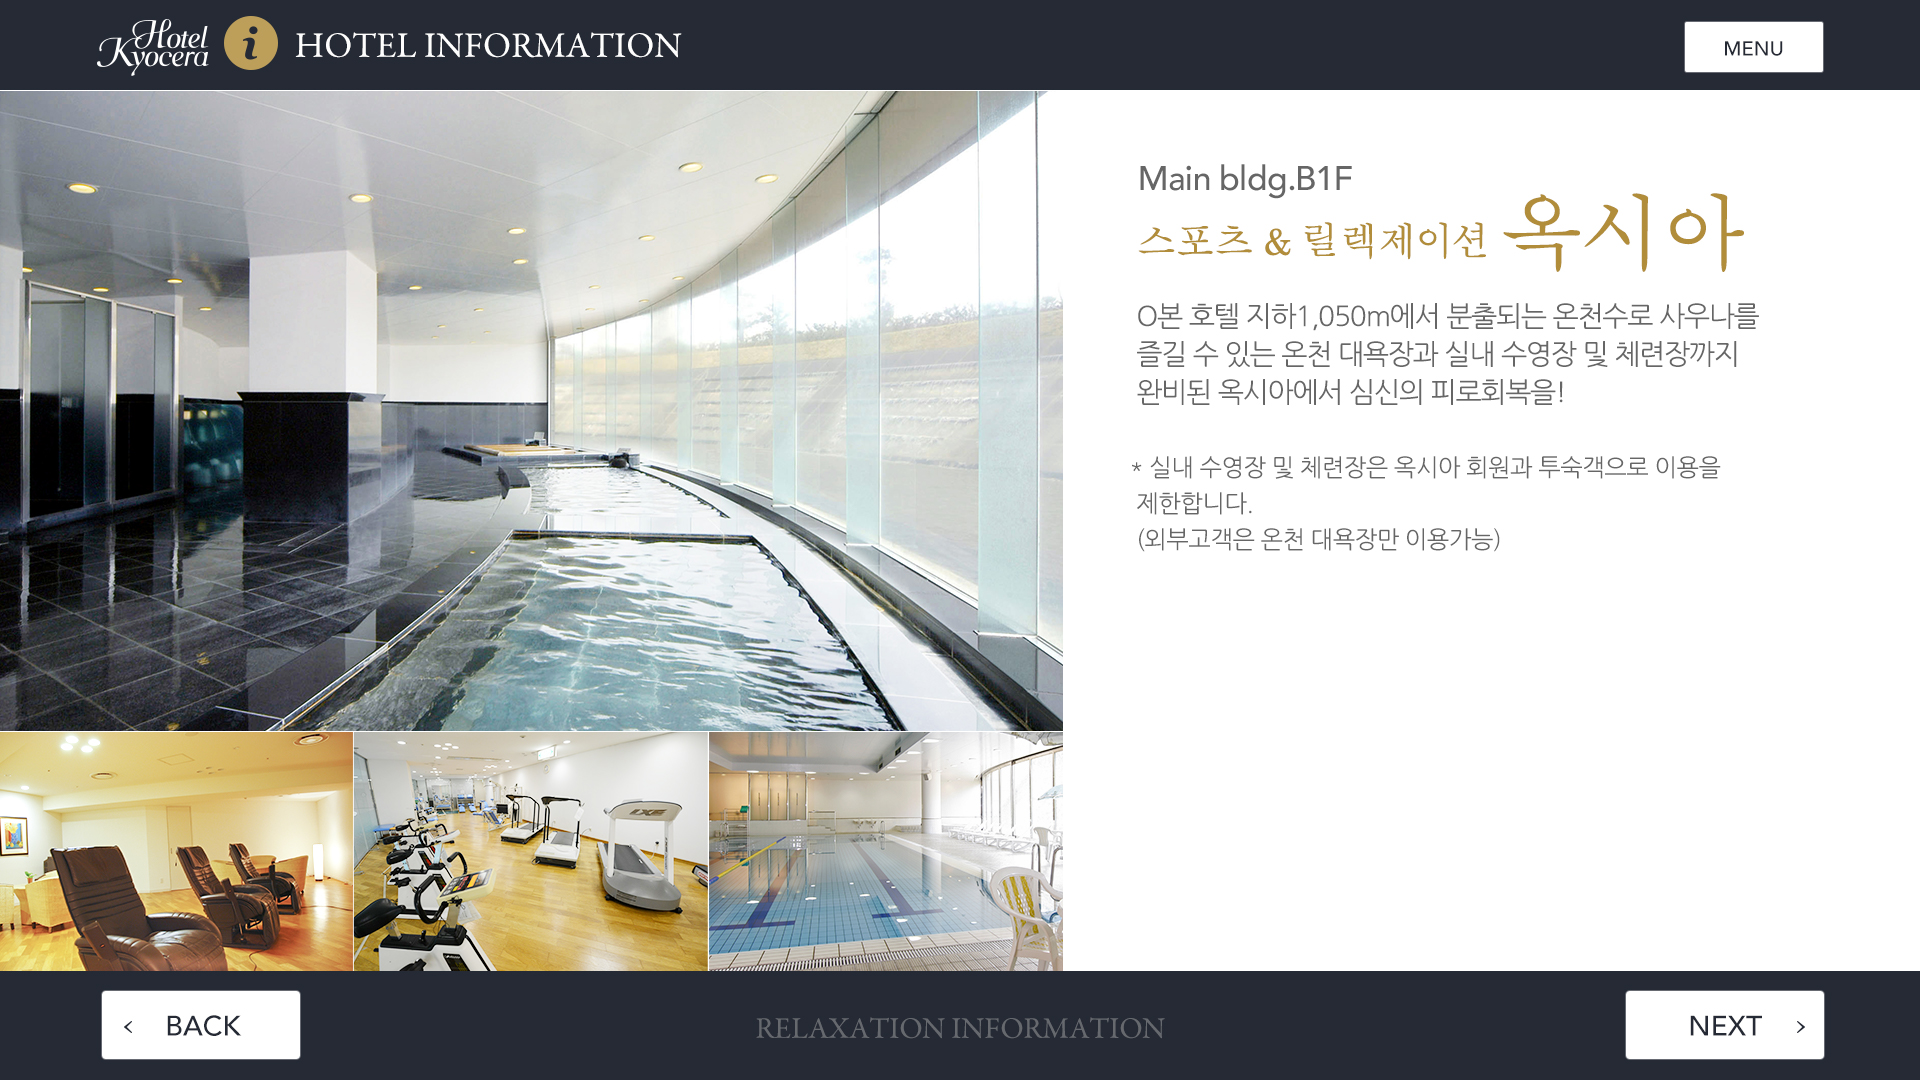 Hotel
Kyocera
i HOTEL INFORMATION
MENU
Main bldg.B1F
스포츠 & 릴렉제이션 옥시아
O본 호텔 지하1,050m에서 분출되는 온천수로 사우나를
즐길 수 있는 온천 대욕장과 실내 수영장 및 체련장까지
완비된 옥시아에서 심신의 피로회복을!
* 실내 수영장 및 체련장은 옥시아 회원과 투숙객으로 이용을
제한합니다.
(외부고객은 온천 대욕장만 이용가능)
LXE
< BACK
RELAXATION INFORMATION
NEXT >